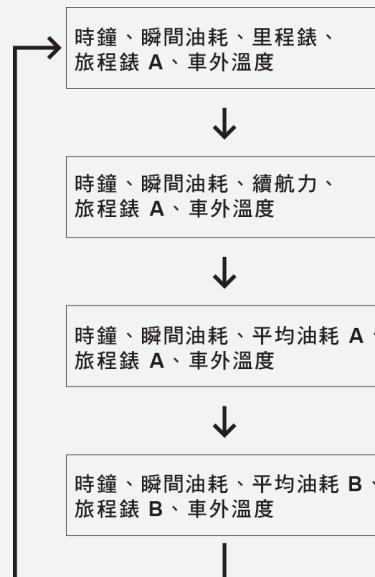 時鐘、瞬間油耗、里程錶、
旅程錶 A、車外溫度
時鐘、瞬間油耗、續航力、
旅程錶 A、車外溫度
時鐘、瞬間油耗、平均油耗 A、
旅程錶 A、車外溫度
時鐘、瞬間油耗、平均油耗 B、
旅程錶 B、車外溫度